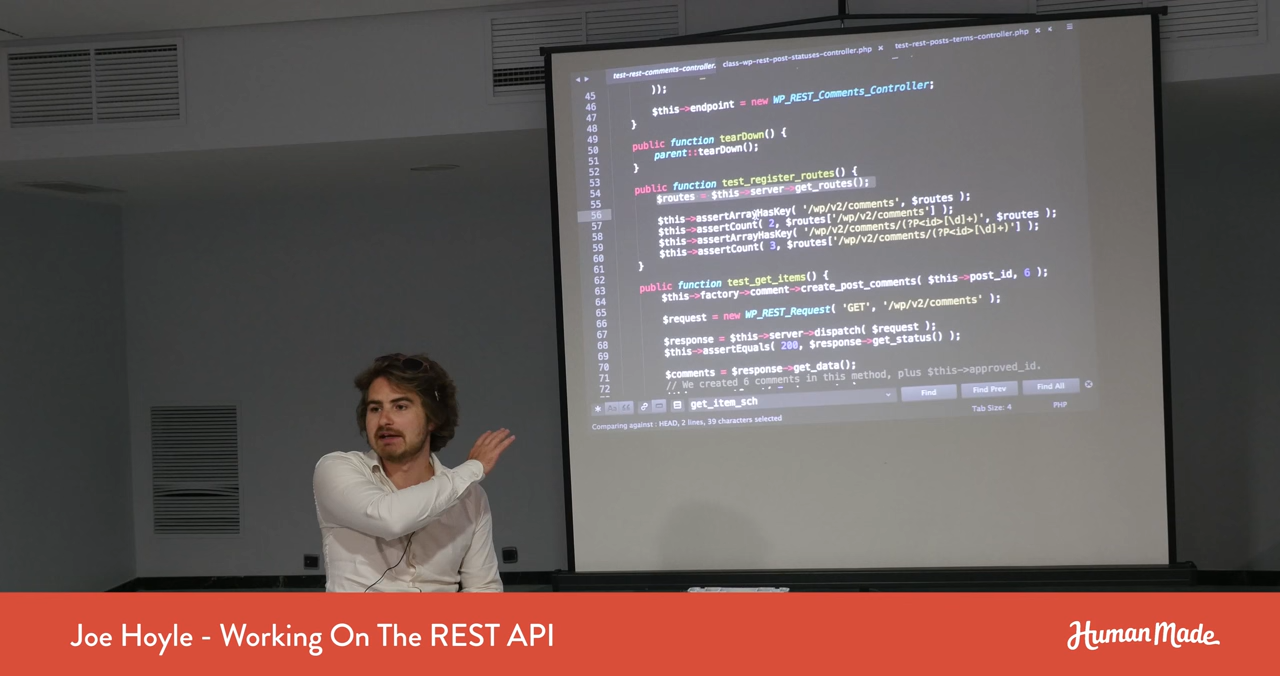 test-rest-comments-controller. class-wp-rest-post-statuses-controller.php × test-rest-posts-terms-controller.php ×
45
46 ));
47 $this->endpoint = new WP_REST_Comments_Controller;
48 }
49
50 public function tearDown() {
51 parent::tearDown();
52 }
53
54 public function test_register_routes() {
55 $routes = $this->server->get_routes();
56
57 $this->assertArrayHasKey( '/wp/v2/comments', $routes );
58 $this->assertCount( 2, $routes['/wp/v2/comments'] );
59 $this->assertArrayHasKey( '/wp/v2/comments/(?P<id>[\d]+)', $routes );
60 $this->assertCount( 3, $routes['/wp/v2/comments/(?P<id>[\d]+)'] );
61 }
62
63 public function test_get_items() {
64 $this->factory->comment->create_post_comments( $this->post_id, 6 );
65
66 $request = new WP_REST_Request( 'GET', '/wp/v2/comments' );
67
68 $response = $this->server->dispatch( $request );
69 $this->assertEquals( 200, $response->get_status() );
70
71 $comments = $response->get_data();
72 // We created 6 comments in this method, plus $this->approved_id.
get_item_sch Find Find Prev Find All
Comparing against : HEAD, 2 lines, 39 characters selected Tab Size: 4 PHP
Joe Hoyle - Working On The REST API
Human Made